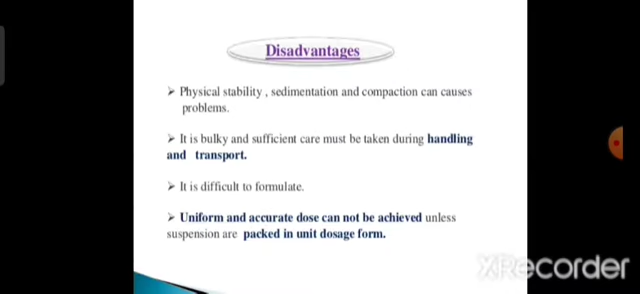 Disadvantages
➢ Physical stability , sedimentation and compaction can causes
problems.
➢ It is bulky and sufficient care must be taken during handling
and transport.
➢ It is difficult to formulate.
➢ Uniform and accurate dose can not be achieved unless
suspension are packed in unit dosage form.
XRecorder